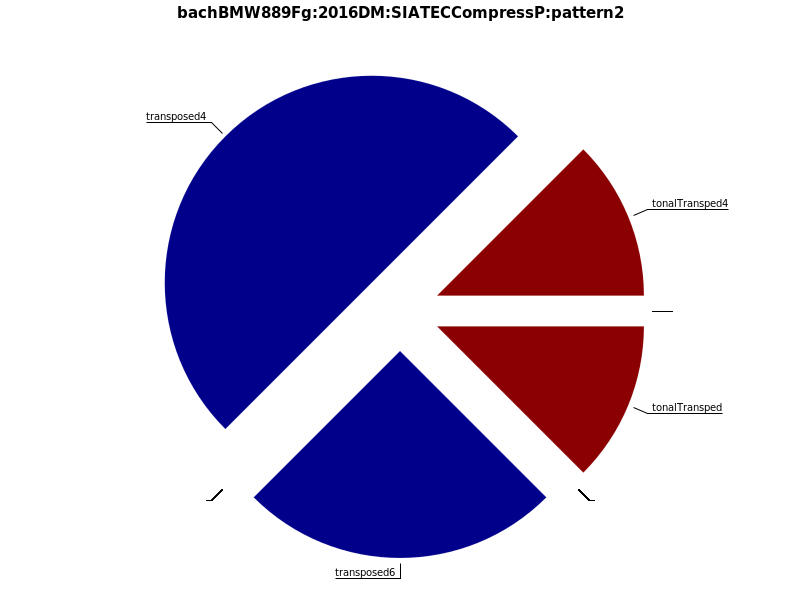 bachBMW889Fg:2016DM:SIATECCompressP:pattern2
transposed4
tonalTransped4
tonalTransped
transposed6